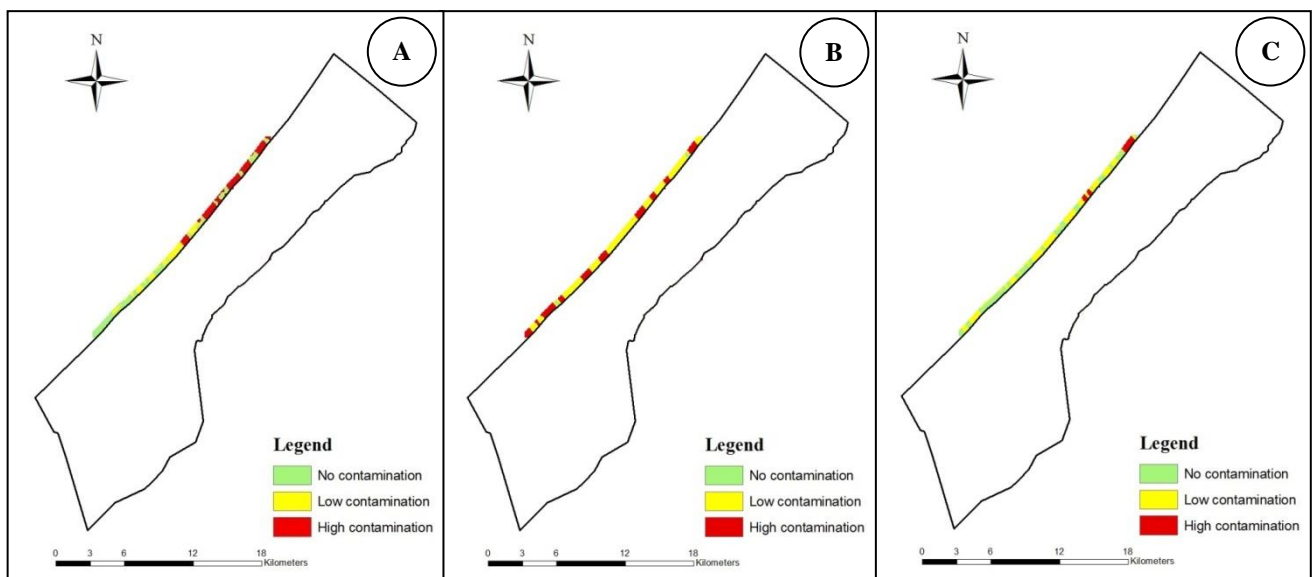 N
A
Legend
No contamination
Low contamination
High contamination
0 3 6 12 18
Kilometers
N
B
Legend
No contamination
Low contamination
High contamination
0 3 6 12 18
Kilometers
N
C
Legend
No contamination
Low contamination
High contamination
0 3 6 12 18
Kilometers